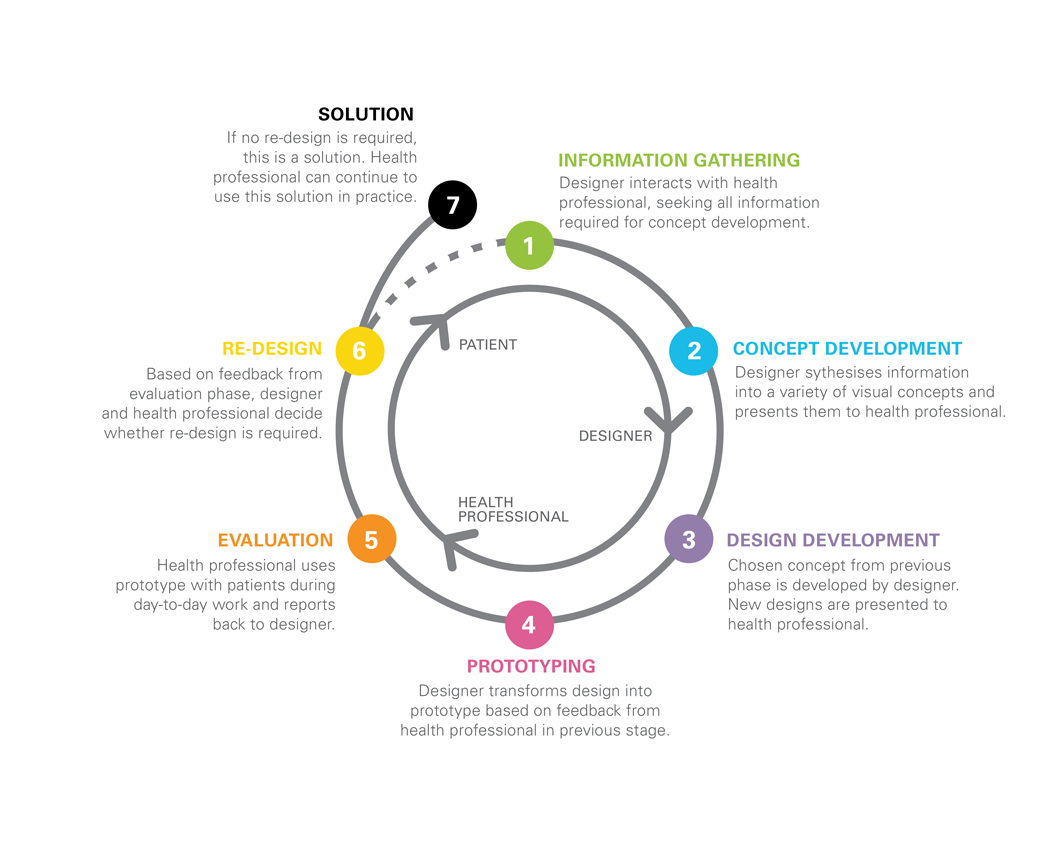 SOLUTION
If no re-design is required,
this is a solution. Health
professional can continue to
use this solution in practice.
7
INFORMATION GATHERING
Designer interacts with health
professional, seeking all information
required for concept development.
1
2
CONCEPT DEVELOPMENT
Designer sythesises information
into a variety of visual concepts and
presents them to health professional.
3
DESIGN DEVELOPMENT
Chosen concept from previous
phase is developed by designer.
New designs are presented to
health professional.
4
PROTOTYPING
Designer transforms design into
prototype based on feedback from
health professional in previous stage.
5
EVALUATION
Health professional uses
prototype with patients during
day-to-day work and reports
back to designer.
6
RE-DESIGN
Based on feedback from
evaluation phase, designer
and health professional decide
whether re-design is required.
PATIENT
DESIGNER
HEALTH
PROFESSIONAL